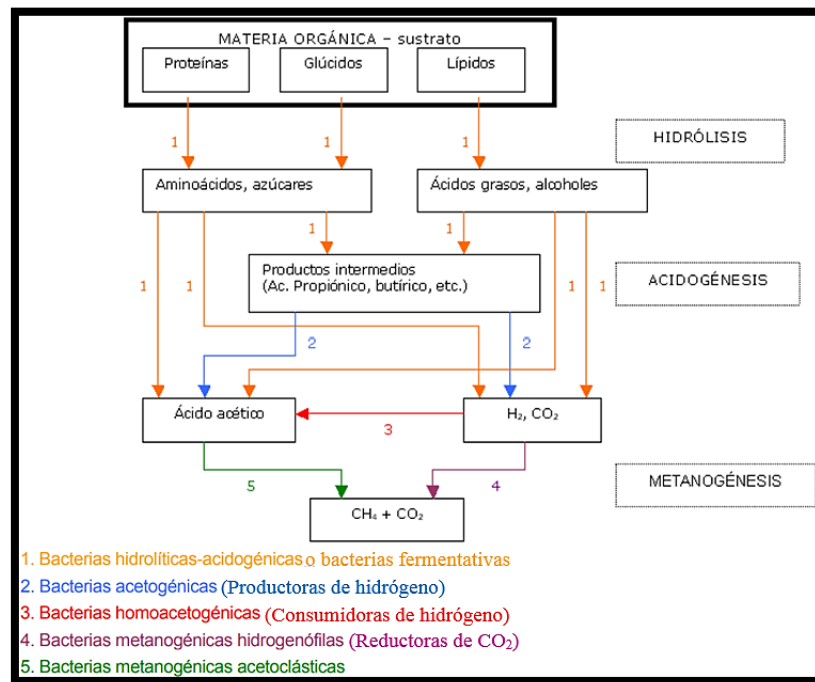 MATERIA ORGÁNICA – sustrato
Proteínas
Glúcidos
Lípidos
1
1
1
HIDRÓLISIS
Aminoácidos, azúcares
Ácidos grasos, alcoholes
1
1
Productos intermedios
(Ac. Propiónico, butírico, etc.)
ACIDOGÉNESIS
1
1
1
1
2
2
Ácido acético
H₂, CO₂
3
METANOGÉNESIS
5
4
CH₄ + CO₂
1. Bacterias hidrolíticas-acidogénicas o bacterias fermentativas
2. Bacterias acetogénicas (Productoras de hidrógeno)
3. Bacterias homoacetogénicas (Consumidoras de hidrógeno)
4. Bacterias metanogénicas hidrogenófilas (Reductoras de CO₂)
5. Bacterias metanogénicas acetoclásticas